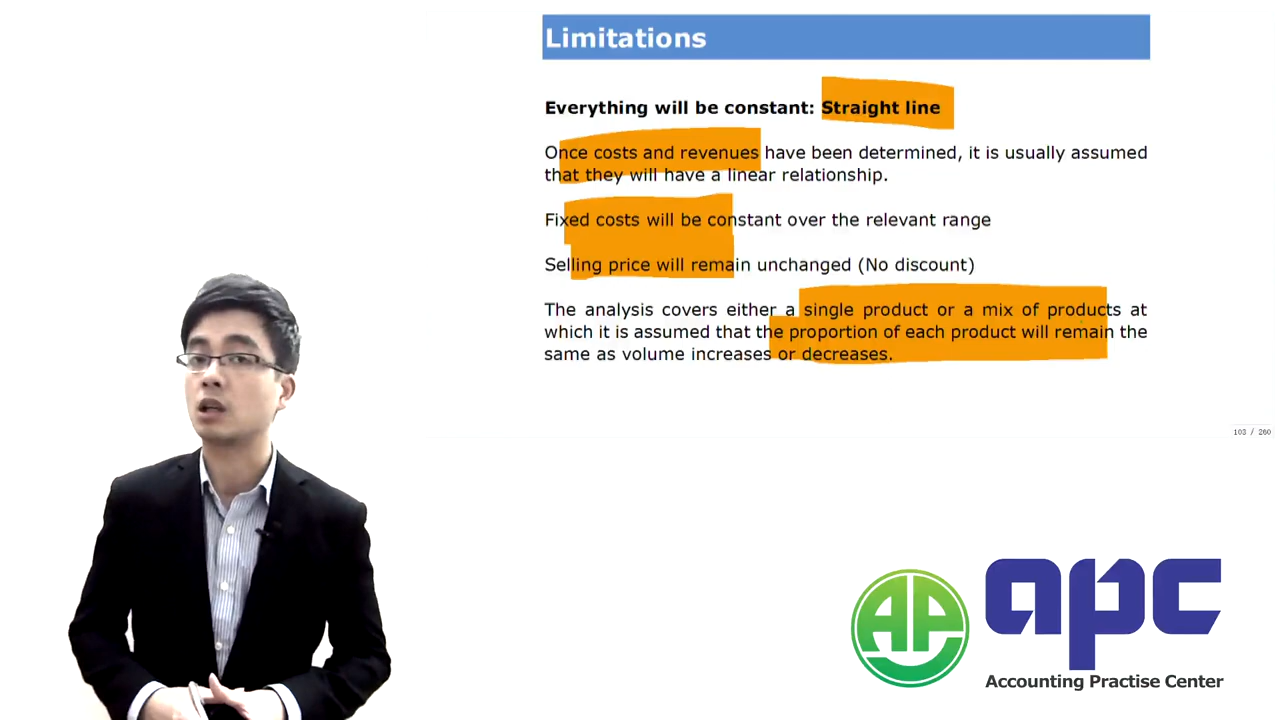 Limitations
Everything will be constant: Straight line
Once costs and revenues have been determined, it is usually assumed
that they will have a linear relationship.
Fixed costs will be constant over the relevant range
Selling price will remain unchanged (No discount)
The analysis covers either a single product or a mix of products at
which it is assumed that the proportion of each product will remain the
same as volume increases or decreases.
103 / 260
AP
apc
Accounting Practise Center